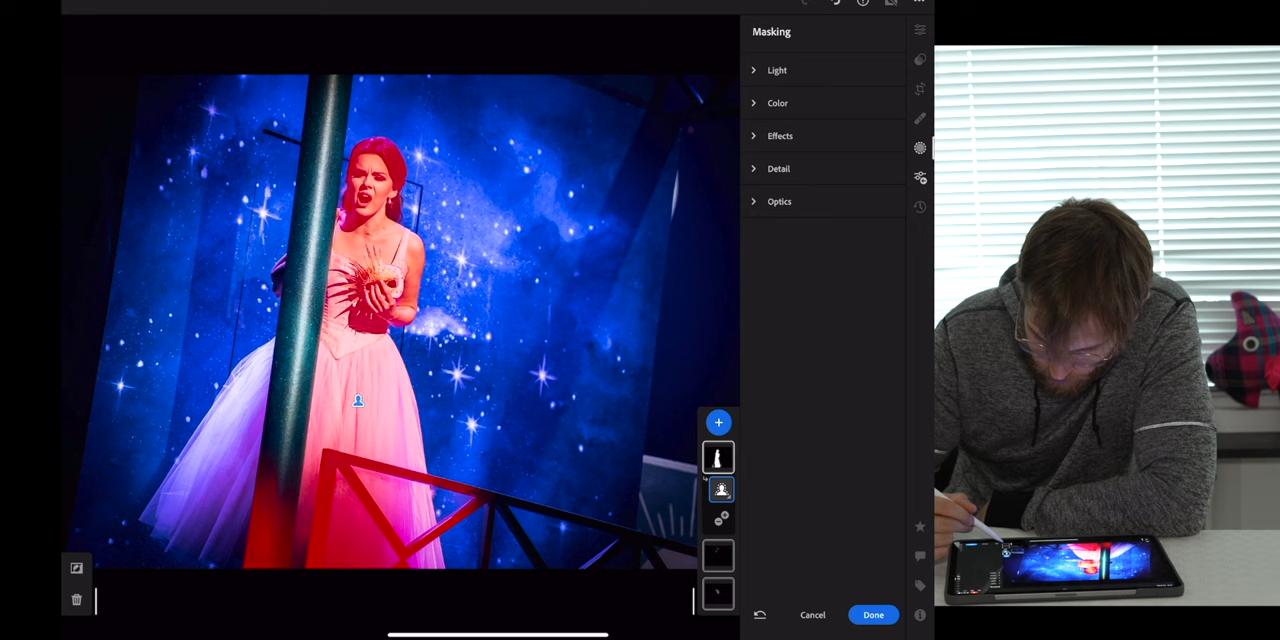 Masking
Light
Color
Effects
Detail
Optics
Cancel
Done